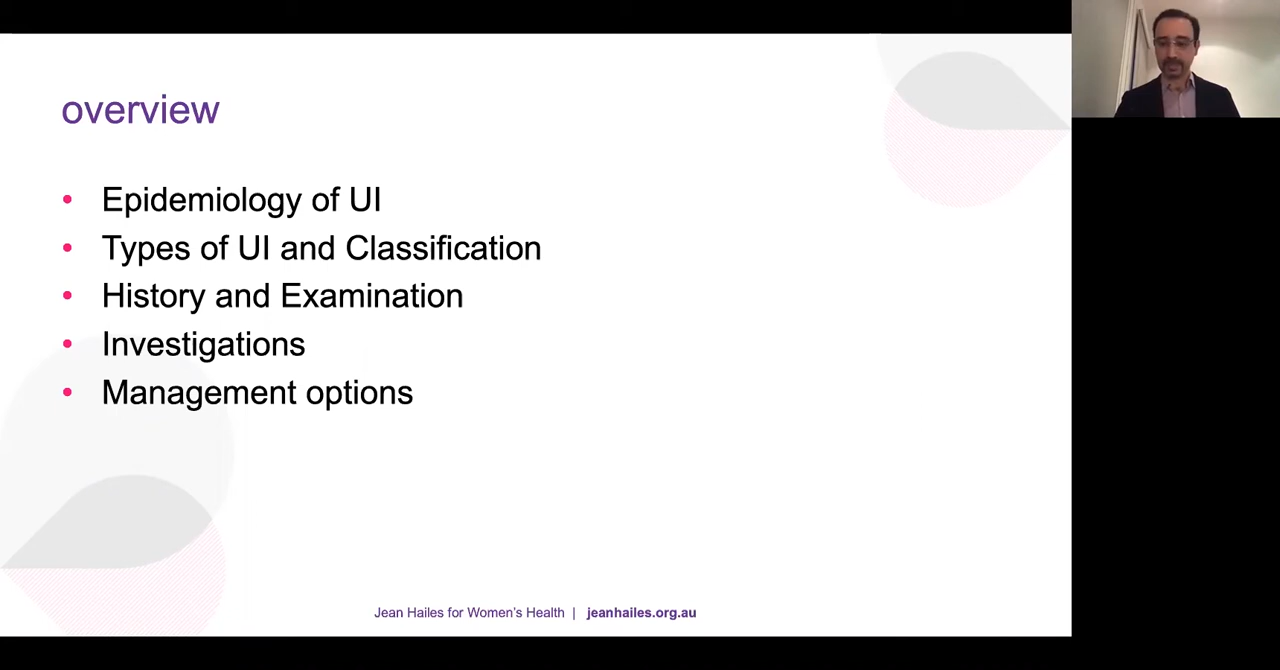 overview
• Epidemiology of UI
• Types of UI and Classification
• History and Examination
• Investigations
• Management options
Jean Hailes for Women's Health | jeanhailes.org.au